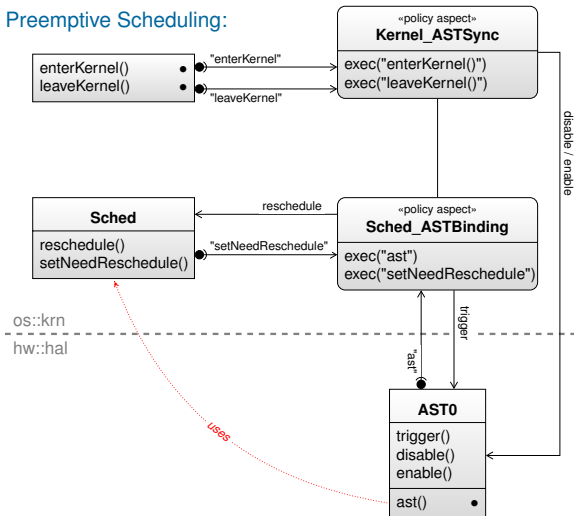 Preemptive Scheduling:
«policy aspect»
Kernel_ASTSync
exec("enterKernel()")
exec("leaveKernel()")
enterKernel()
leaveKernel()
"enterKernel"
"leaveKernel"
disable / enable
reschedule
"setNeedReschedule"
Sched
reschedule()
setNeedReschedule()
«policy aspect»
Sched_ASTBinding
exec("ast")
exec("setNeedReschedule")
os::krn
hw::hal
trigger
"ast"
uses
AST0
trigger()
disable()
enable()
ast()